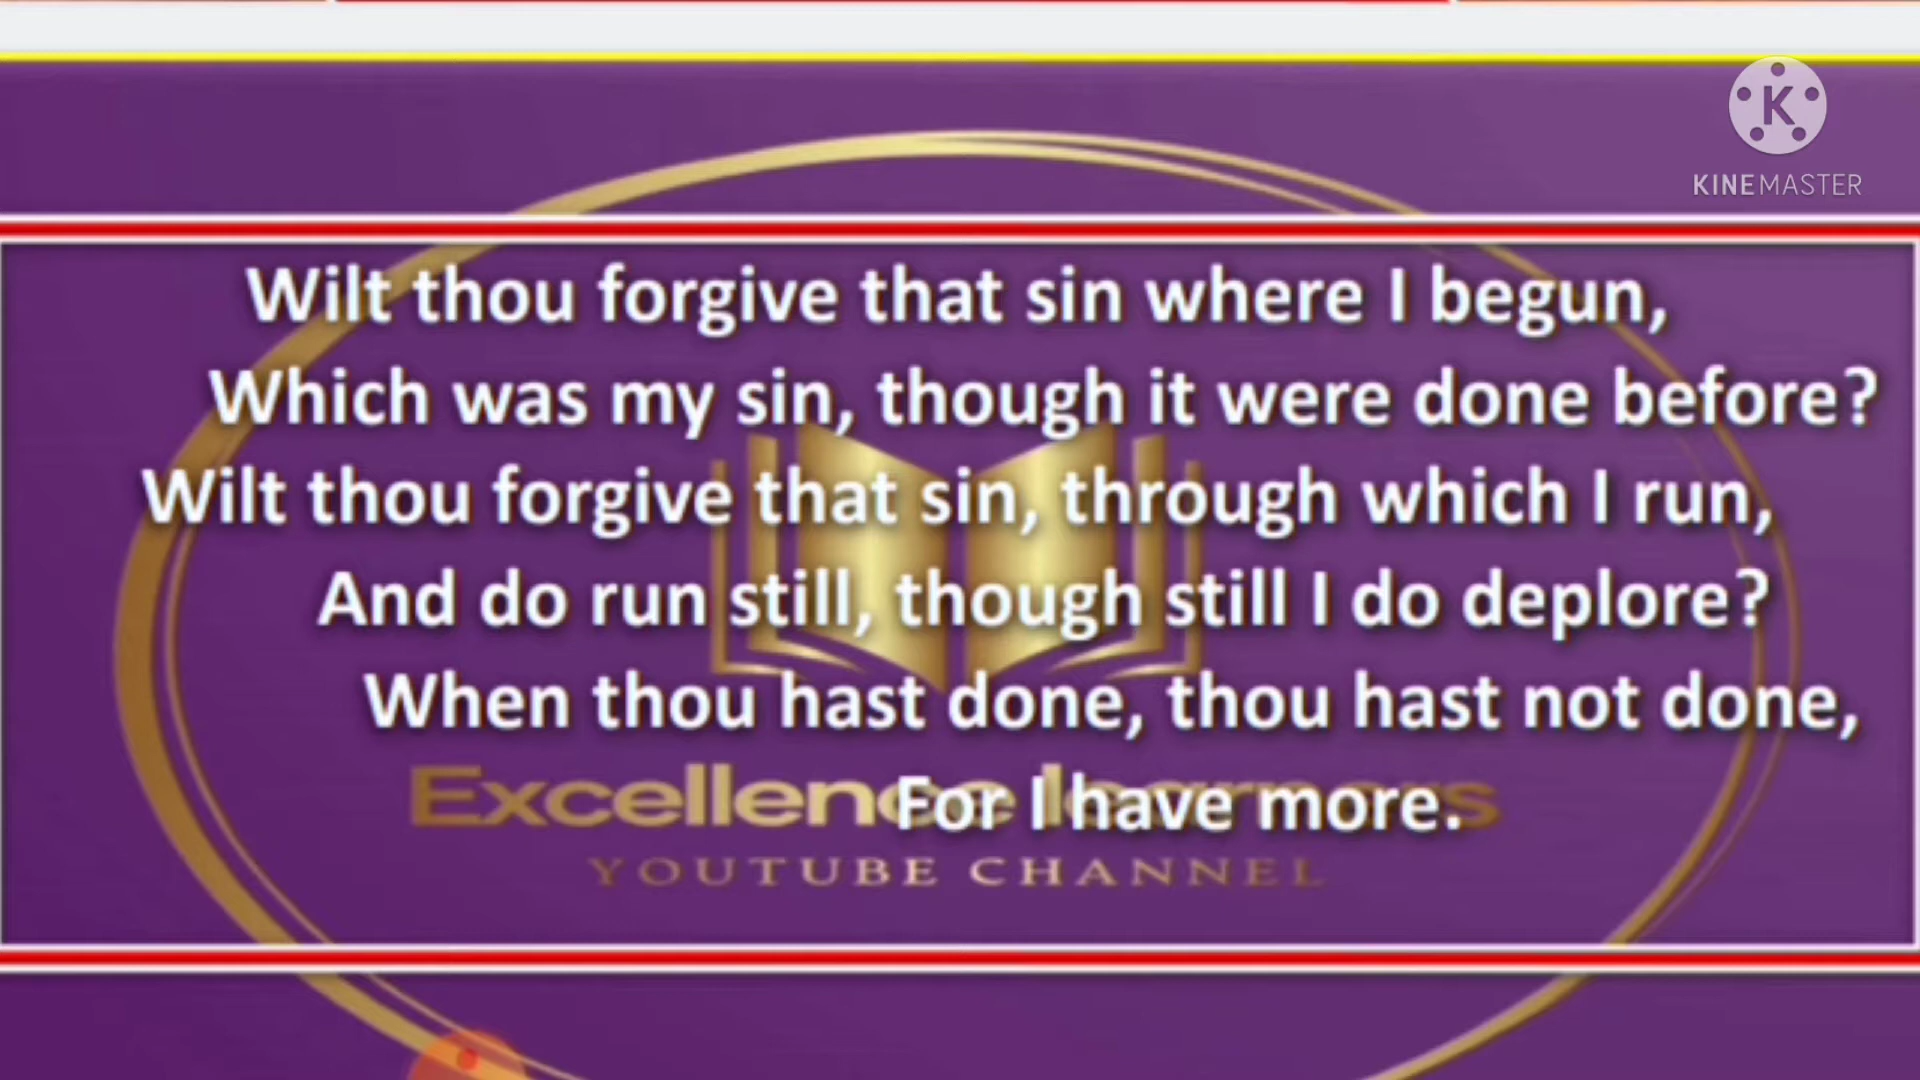 K
KINEMASTER
Wilt thou forgive that sin where I begun,
Which was my sin, though it were done before?
Wilt thou forgive that sin, through which I run,
And do run still, though still I do deplore?
When thou hast done, thou hast not done,
For I have more.
Excellence learners
YOUTUBE CHANNEL